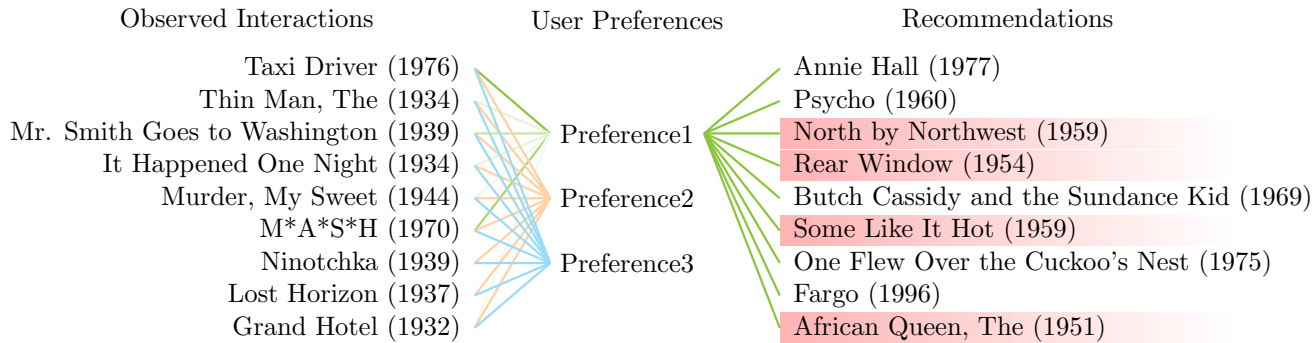 Observed Interactions
User Preferences
Recommendations
Taxi Driver (1976)
Thin Man, The (1934)
Mr. Smith Goes to Washington (1939)
It Happened One Night (1934)
Murder, My Sweet (1944)
M*A*S*H (1970)
Ninotchka (1939)
Lost Horizon (1937)
Grand Hotel (1932)
Preference1
Preference2
Preference3
Annie Hall (1977)
Psycho (1960)
North by Northwest (1959)
Rear Window (1954)
Butch Cassidy and the Sundance Kid (1969)
Some Like It Hot (1959)
One Flew Over the Cuckoo's Nest (1975)
Fargo (1996)
African Queen, The (1951)